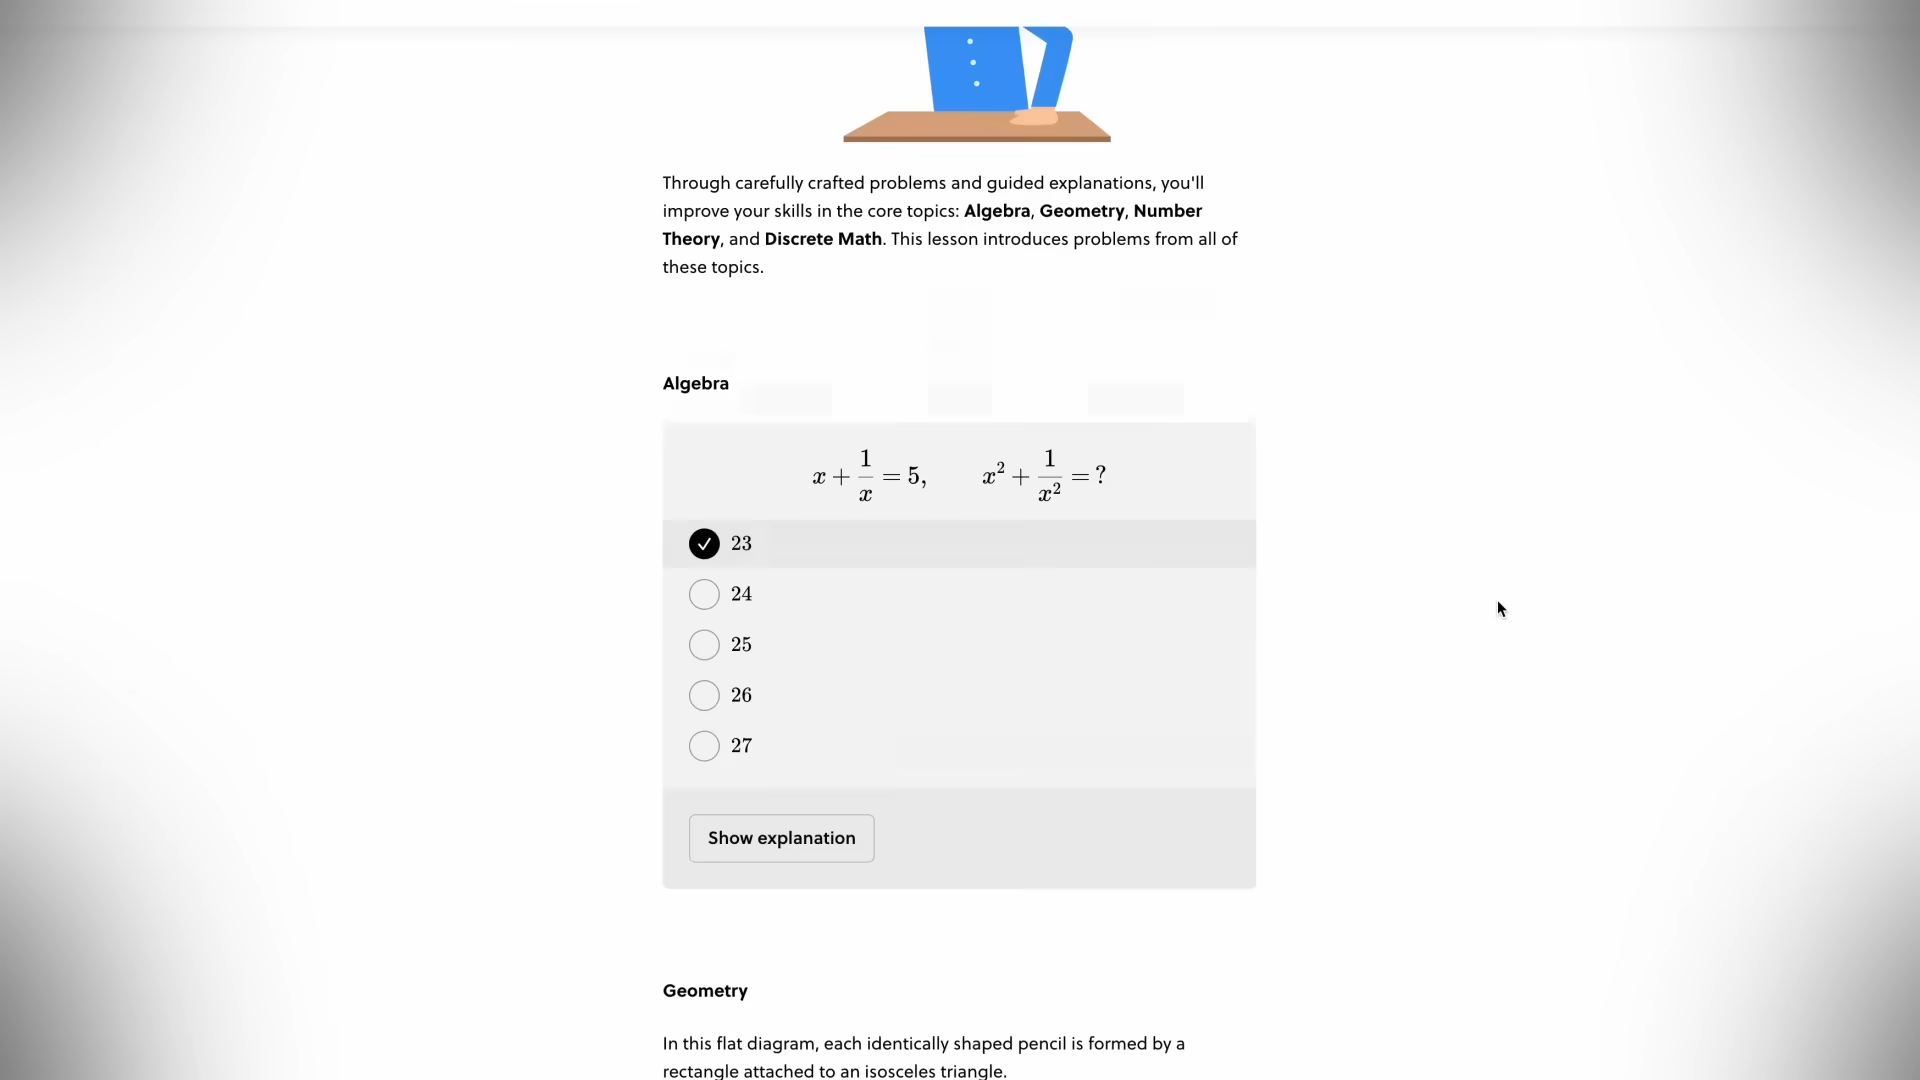 Through carefully crafted problems and guided explanations, you'll
improve your skills in the core topics: Algebra, Geometry, Number
Theory, and Discrete Math. This lesson introduces problems from all of
these topics.
Algebra
x + 1/x = 5, x² + 1/x² = ?
23
24
25
26
27
Show explanation
Geometry
In this flat diagram, each identically shaped pencil is formed by a
rectangle attached to an isosceles triangle.